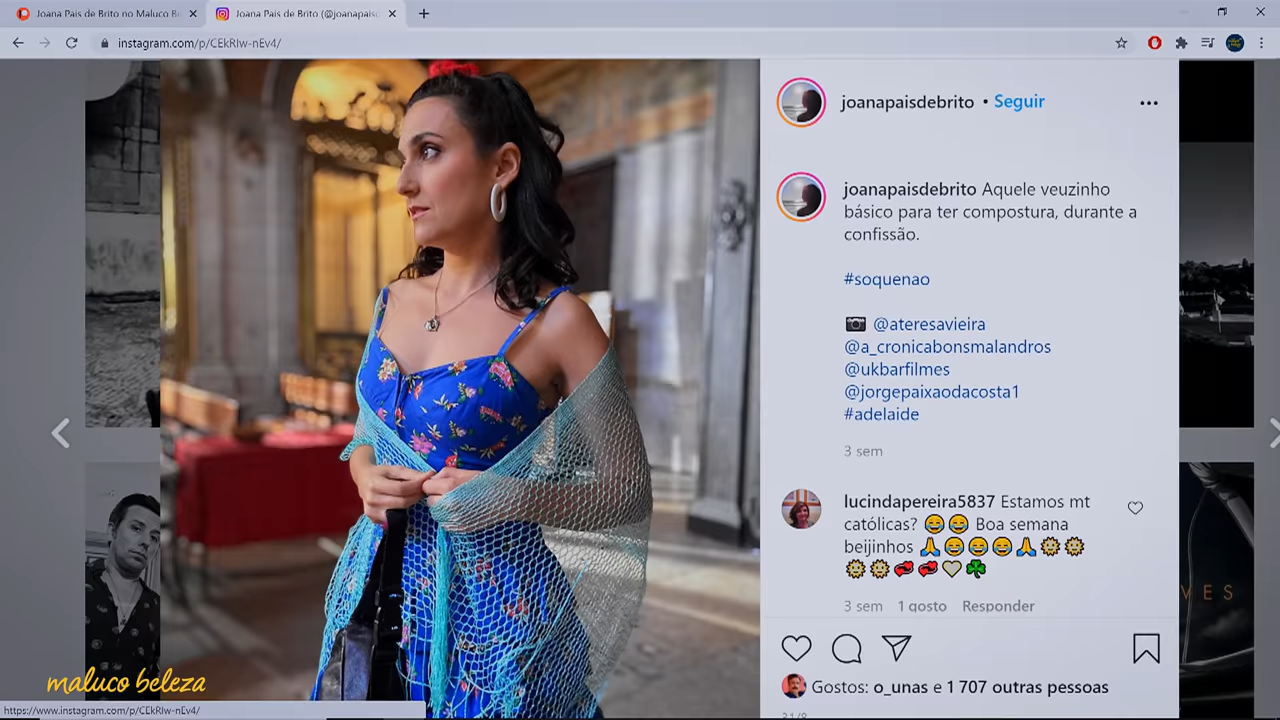 Joana Pais de Brito no Maluco Be
Joana Pais de Brito (@joanapaisd
instagram.com/p/CEkRIw-nEv4/
joanapaisdebrito • Seguir
joanapaisdebrito Aquele veuzinho
básico para ter compostura, durante a
confissão.
#soquenao
📷 @ateresavieira
@a_cronicabonsmalandros
@ukbarfilmes
@jorgepaixaodacosta1
#adelaide
3 sem
lucindapereira5837 Estamos mt
católicas? 😂😂 Boa semana
beijinhos 🙏😂😂😂🙏🌼🌼
🌼🌼💞💞🤍☘️
3 sem 1 gosto Responder
VES
Gostos: o_unas e 1 707 outras pessoas
maluco beleza
https://www.instagram.com/p/CEkRIw-nEv4/